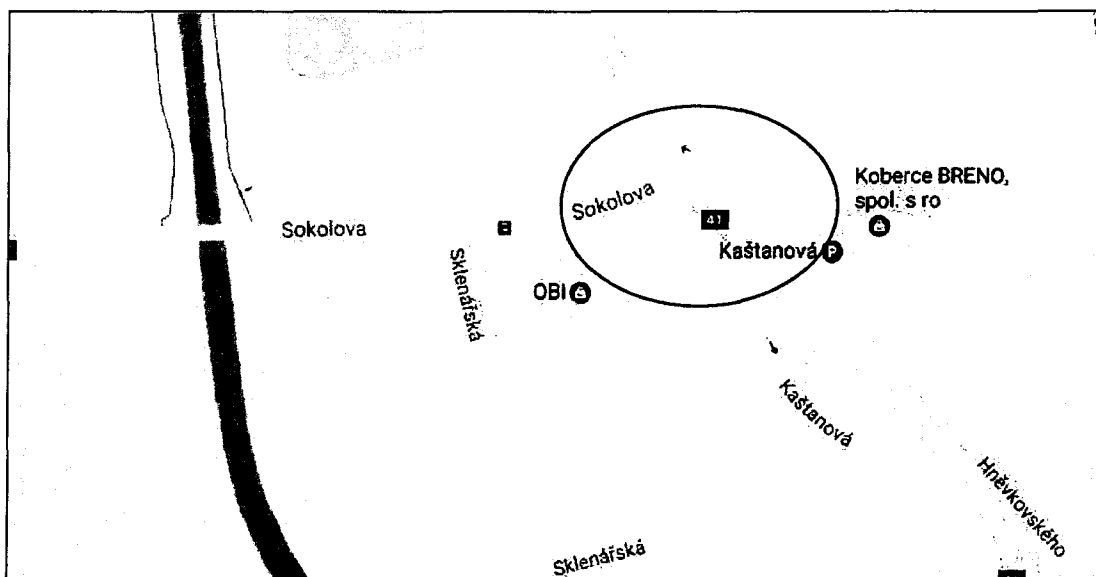 Koberce BRENO,
spol. s ro
Sokolova
41
Sokolova
Kaštanová P
Sklenářská
OBI
Kaštanová
Hněvkovského
Sklenářská